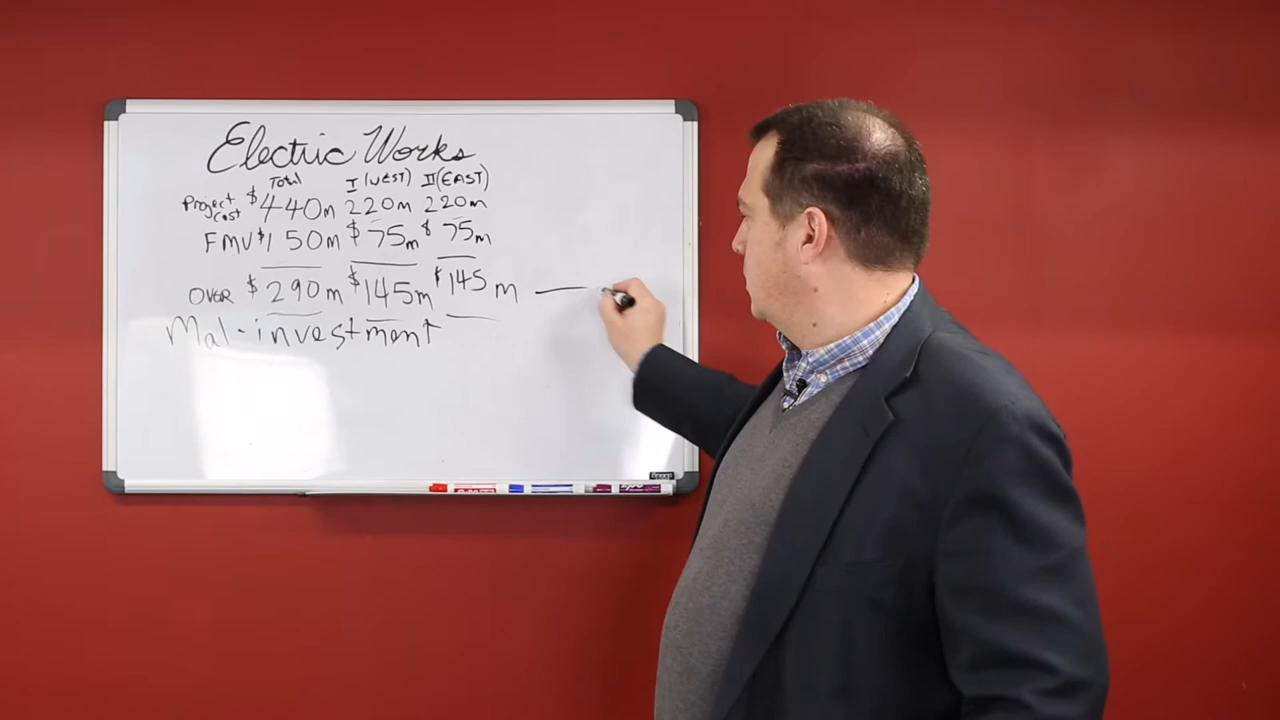 Electric Works
Total I (WEST) II (EAST)
Project Cost $440m 220m 220m
FMV $150m $75m $75m
OVER $290m $145m $145m —
Mal-investment